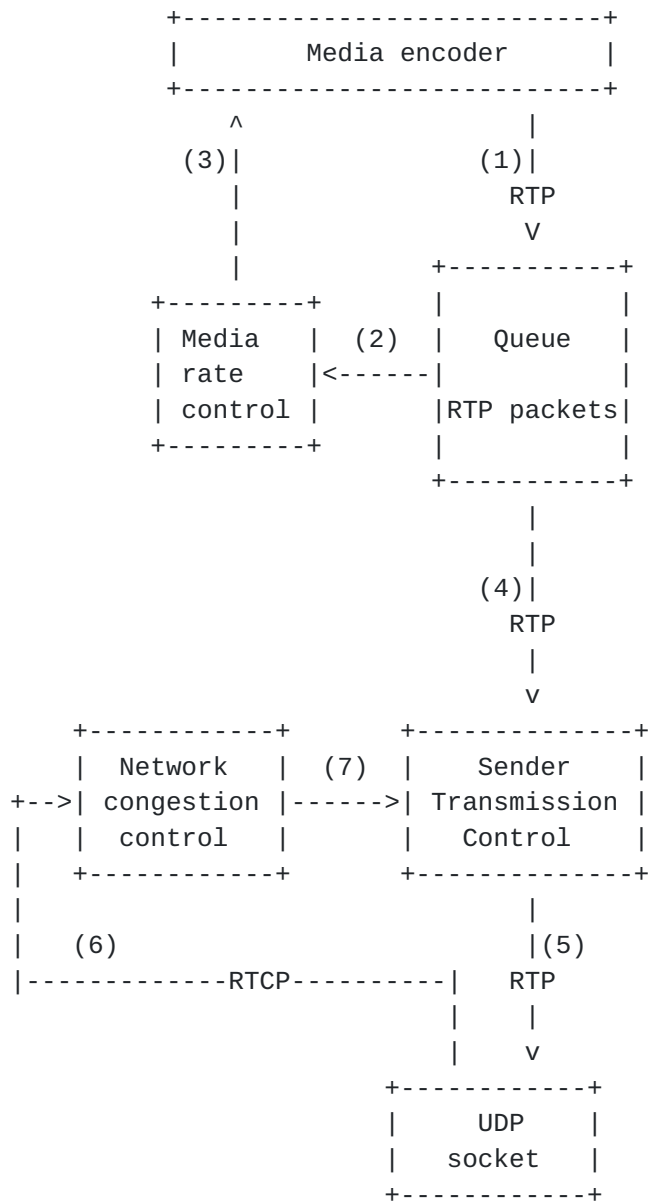 Media encoder
(3) (1)
RTP
Media (2) Queue
rate
control RTP packets
(4)
RTP
Network (7) Sender
congestion Transmission
control Control
(6) (5)
RTCP RTP
UDP
socket